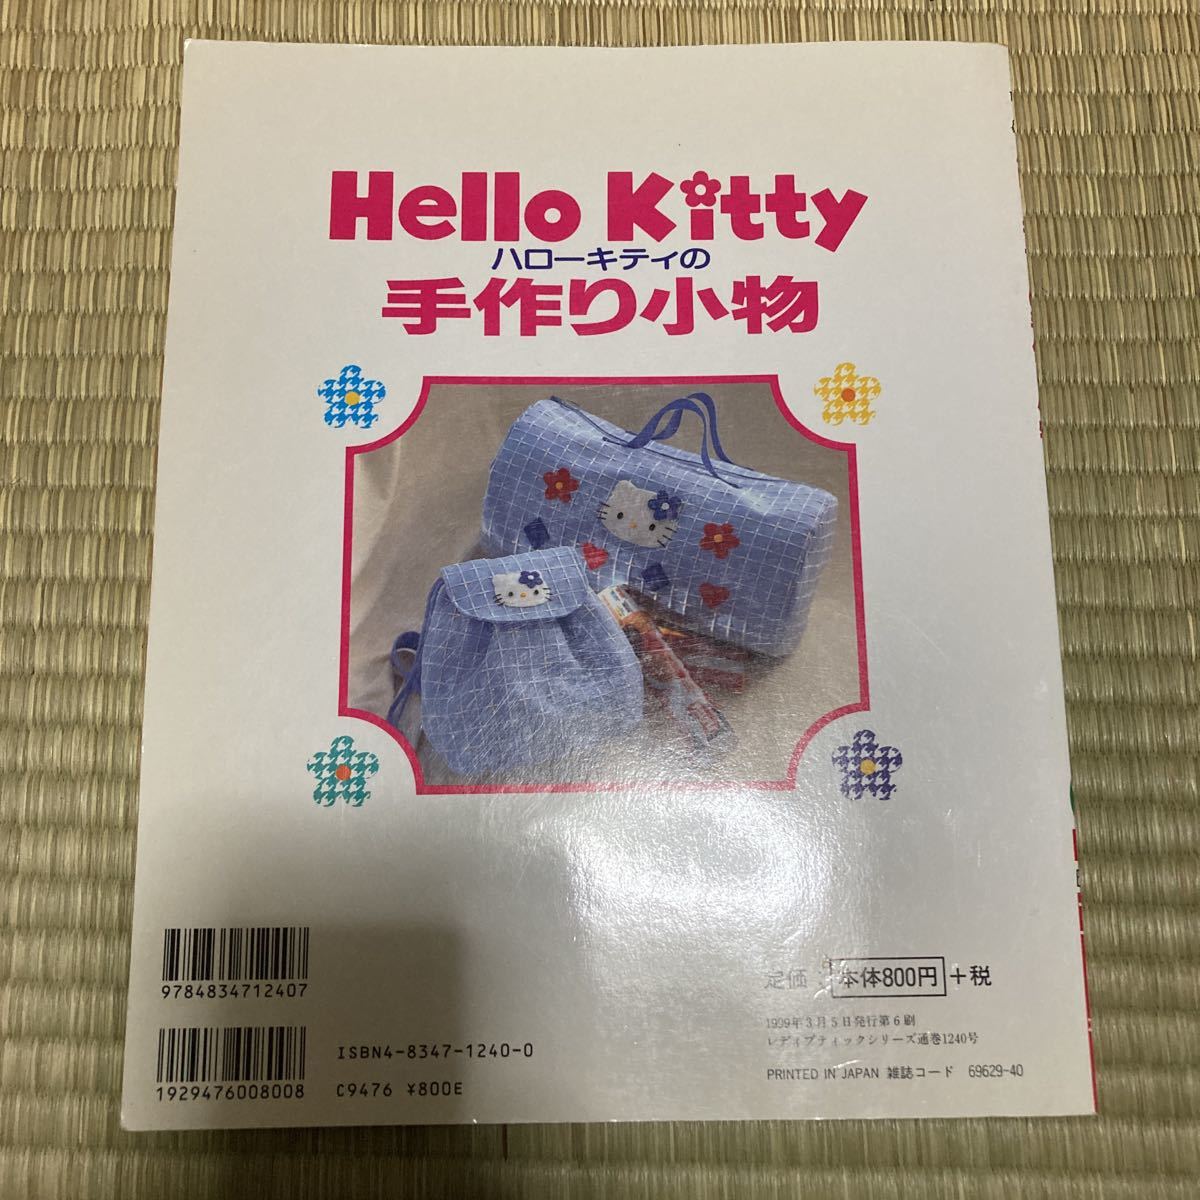 Hello Kitty
ハローキティの
手作り小物
9784834712407
1929476008008
ISBN4-8347-1240-0
C9476 ¥800E
定価：本体800円+税
1999年3月5日発行第6刷
レディブティックシリーズ通巻1240号
PRINTED IN JAPAN 雑誌コード 69629-40